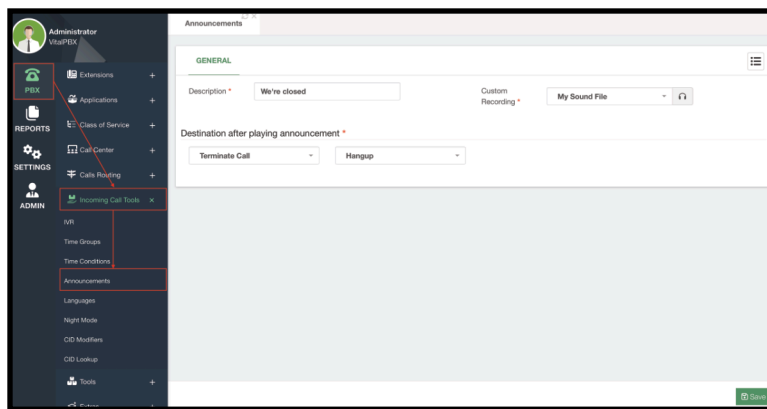 Administrator
VitalPBX
PBX
REPORTS
SETTINGS
ADMIN
Extensions +
Applications +
Class of Service +
Call Center +
Calls Routing +
Incoming Call Tools ×
IVR
Time Groups
Time Conditions
Announcements
Languages
Night Mode
CID Modifiers
CID Lookup
Tools +
Announcements
GENERAL
Description * We're closed
Custom Recording * My Sound File
Destination after playing announcement *
Terminate Call Hangup
Save